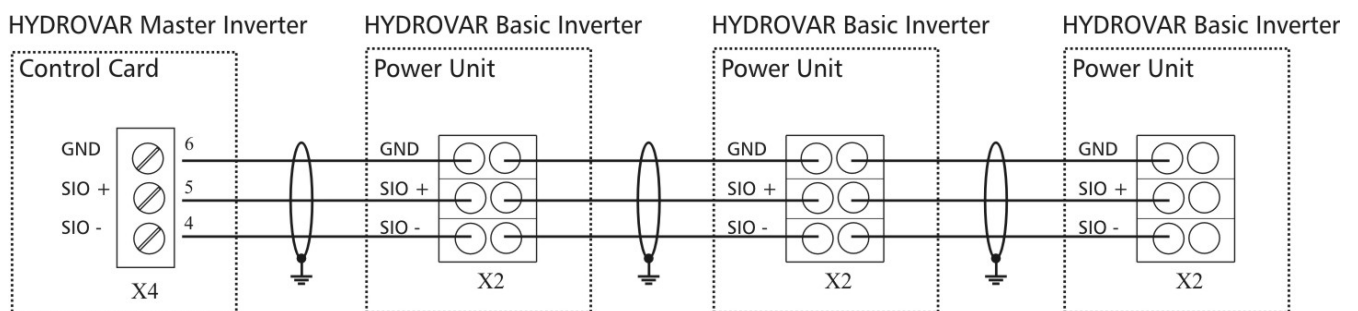 HYDROVAR Master Inverter HYDROVAR Basic Inverter HYDROVAR Basic Inverter HYDROVAR Basic Inverter
Control Card Power Unit Power Unit Power Unit
GND 6 GND GND GND
SIO + 5 SIO + SIO + SIO +
SIO - 4 SIO - SIO - SIO -
X4 X2 X2 X2